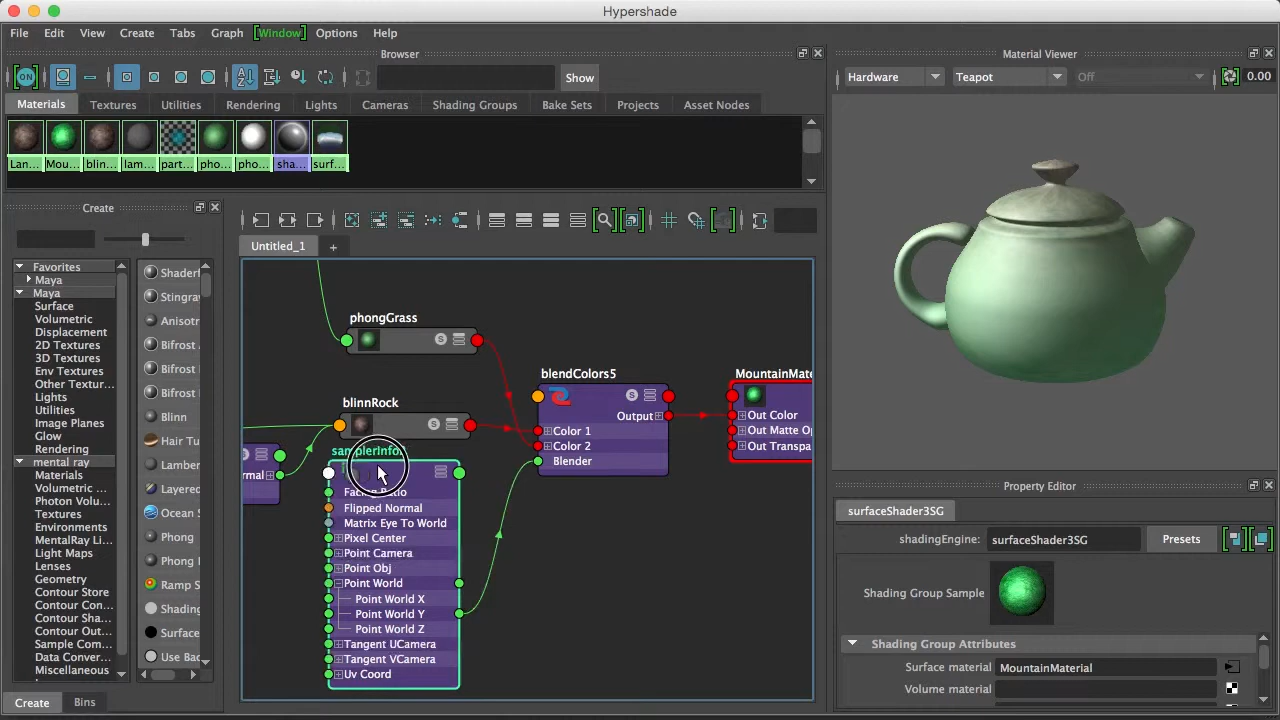 Hypershade
File Edit View Create Tabs Graph [Window] Options Help
Browser
Material Viewer
ON
Show
Hardware
Teapot
Off
0.00
Materials Textures Utilities Rendering Lights Cameras Shading Groups Bake Sets Projects Asset Nodes
Lan... Mou... blin... lam... part... pho... pho... sha... surf...
Create
Untitled_1 +
Favorites
Maya
Maya
Surface
Volumetric
Displacement
2D Textures
3D Textures
Env Textures
Other Textur...
Lights
Utilities
Image Planes
Glow
Rendering
mental ray
Materials
Volumetric ...
Photon Volu...
Textures
Environments
MentalRay Li...
Light Maps
Lenses
Geometry
Contour Store
Contour Con...
Contour Sha...
Contour Out...
Sample Com...
Data Conver...
Miscellaneous
Shaderf
Stingray
Anisotr
Bifrost
Bifrost
Bifrost
Blinn
Hair Tu
Lamber
Layered
Ocean S
Phong
Phong
Ramp S
Shading
Surface
Use Bac
Create Bins
phongGrass
blinnRock
rmal
samplerInfo
Facing Ratio
Flipped Normal
Matrix Eye To World
Pixel Center
Point Camera
Point Obj
Point World
Point World X
Point World Y
Point World Z
Tangent UCamera
Tangent VCamera
Uv Coord
blendColors5
Output
Color 1
Color 2
Blender
MountainMate
Out Color
Out Matte Op
Out Transpa
Property Editor
surfaceShader3SG
shadingEngine: surfaceShader3SG Presets
Shading Group Sample
Shading Group Attributes
Surface material MountainMaterial
Volume material